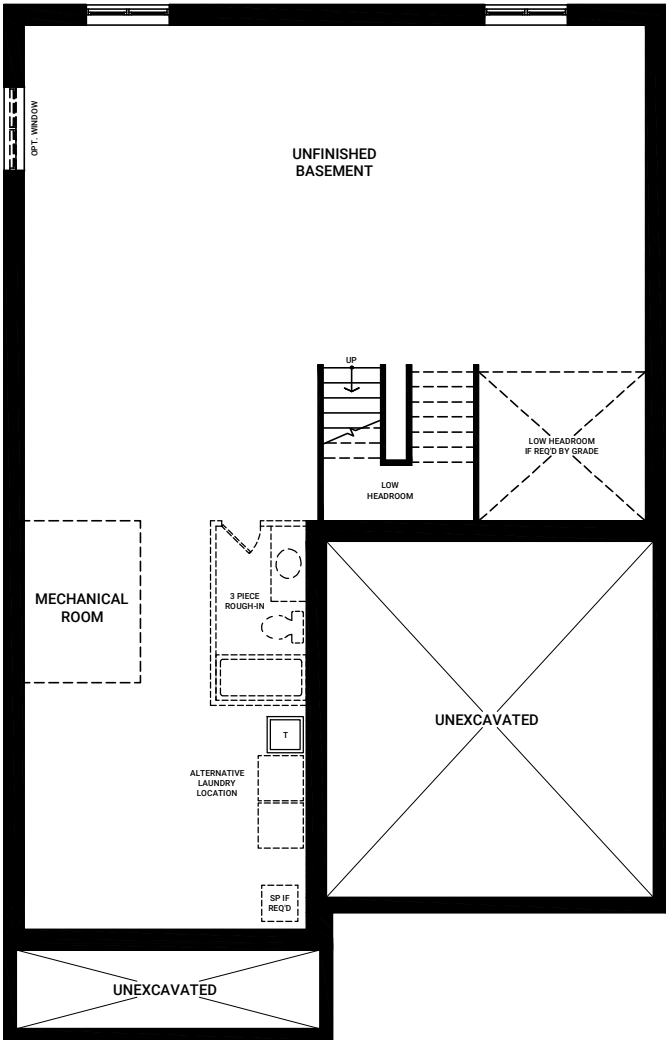 OPT. WINDOW
UNFINISHED
BASEMENT
UP
LOW HEADROOM
IF REQ'D BY GRADE
LOW
HEADROOM
MECHANICAL
ROOM
3 PIECE
ROUGH-IN
UNEXCAVATED
T
ALTERNATIVE
LAUNDRY
LOCATION
SP IF
REQ'D
UNEXCAVATED